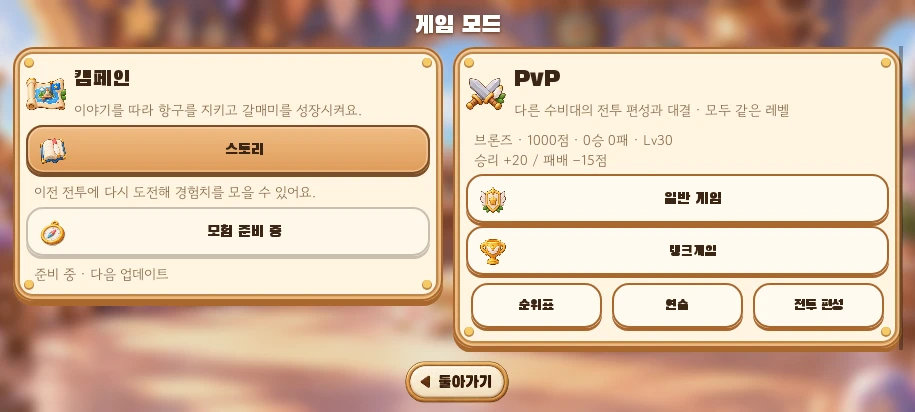 게임 모드
캠페인
이야기를 따라 항구를 지키고 갈매기를 성장시켜요.
스토리
이전 전투에 다시 도전해 경험치를 모을 수 있어요.
모험 준비 중
준비 중 · 다음 업데이트
PvP
다른 수비대의 전투 편성과 대결 · 모두 같은 레벨
브론즈 · 1000점 · 0승 0패 · Lv30
승리 +20 / 패배 −15점
일반 게임
랭크게임
순위표
연습
전투 편성
돌아가기